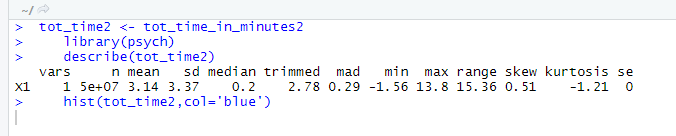 ~/
> tot_time2 <- tot_time_in_minutes2
> library(psych)
> describe(tot_time2)
vars n mean sd median trimmed mad min max range skew kurtosis se
X1 1 5e+07 3.14 3.37 0.2 2.78 0.29 -1.56 13.8 15.36 0.51 -1.21 0
> hist(tot_time2,col='blue')